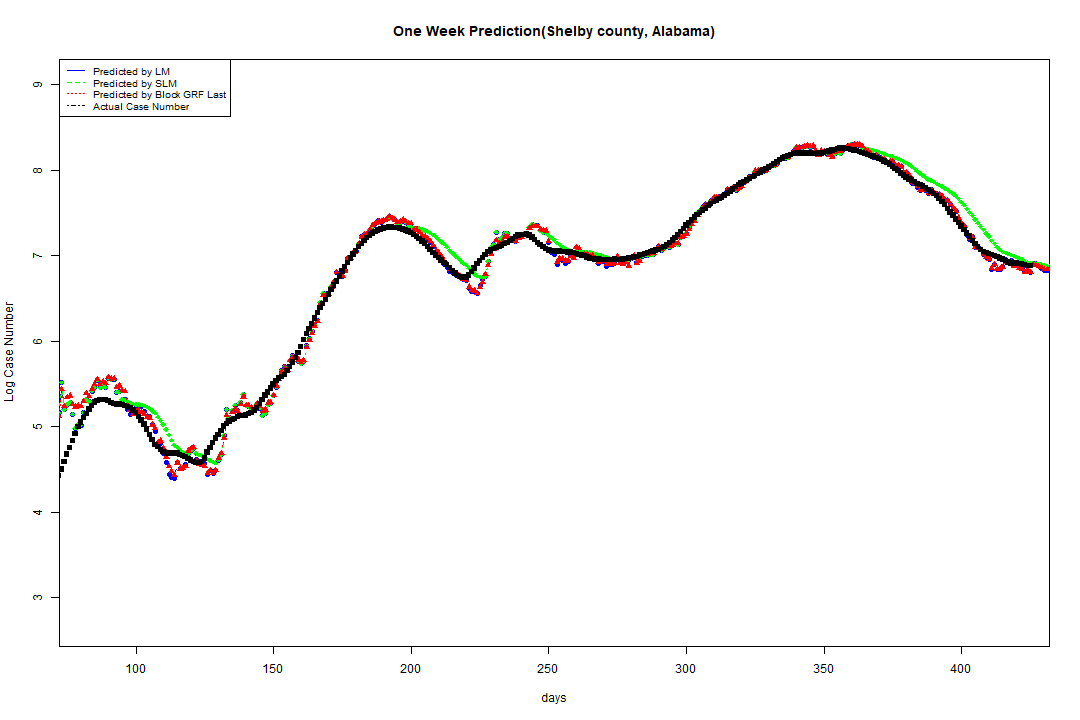 One Week Prediction(Shelby county, Alabama)
Predicted by LM
Predicted by SLM
Predicted by Block GRF Last
Actual Case Number
9
8
7
6
5
4
3
Log Case Number
100 150 200 250 300 350 400
days